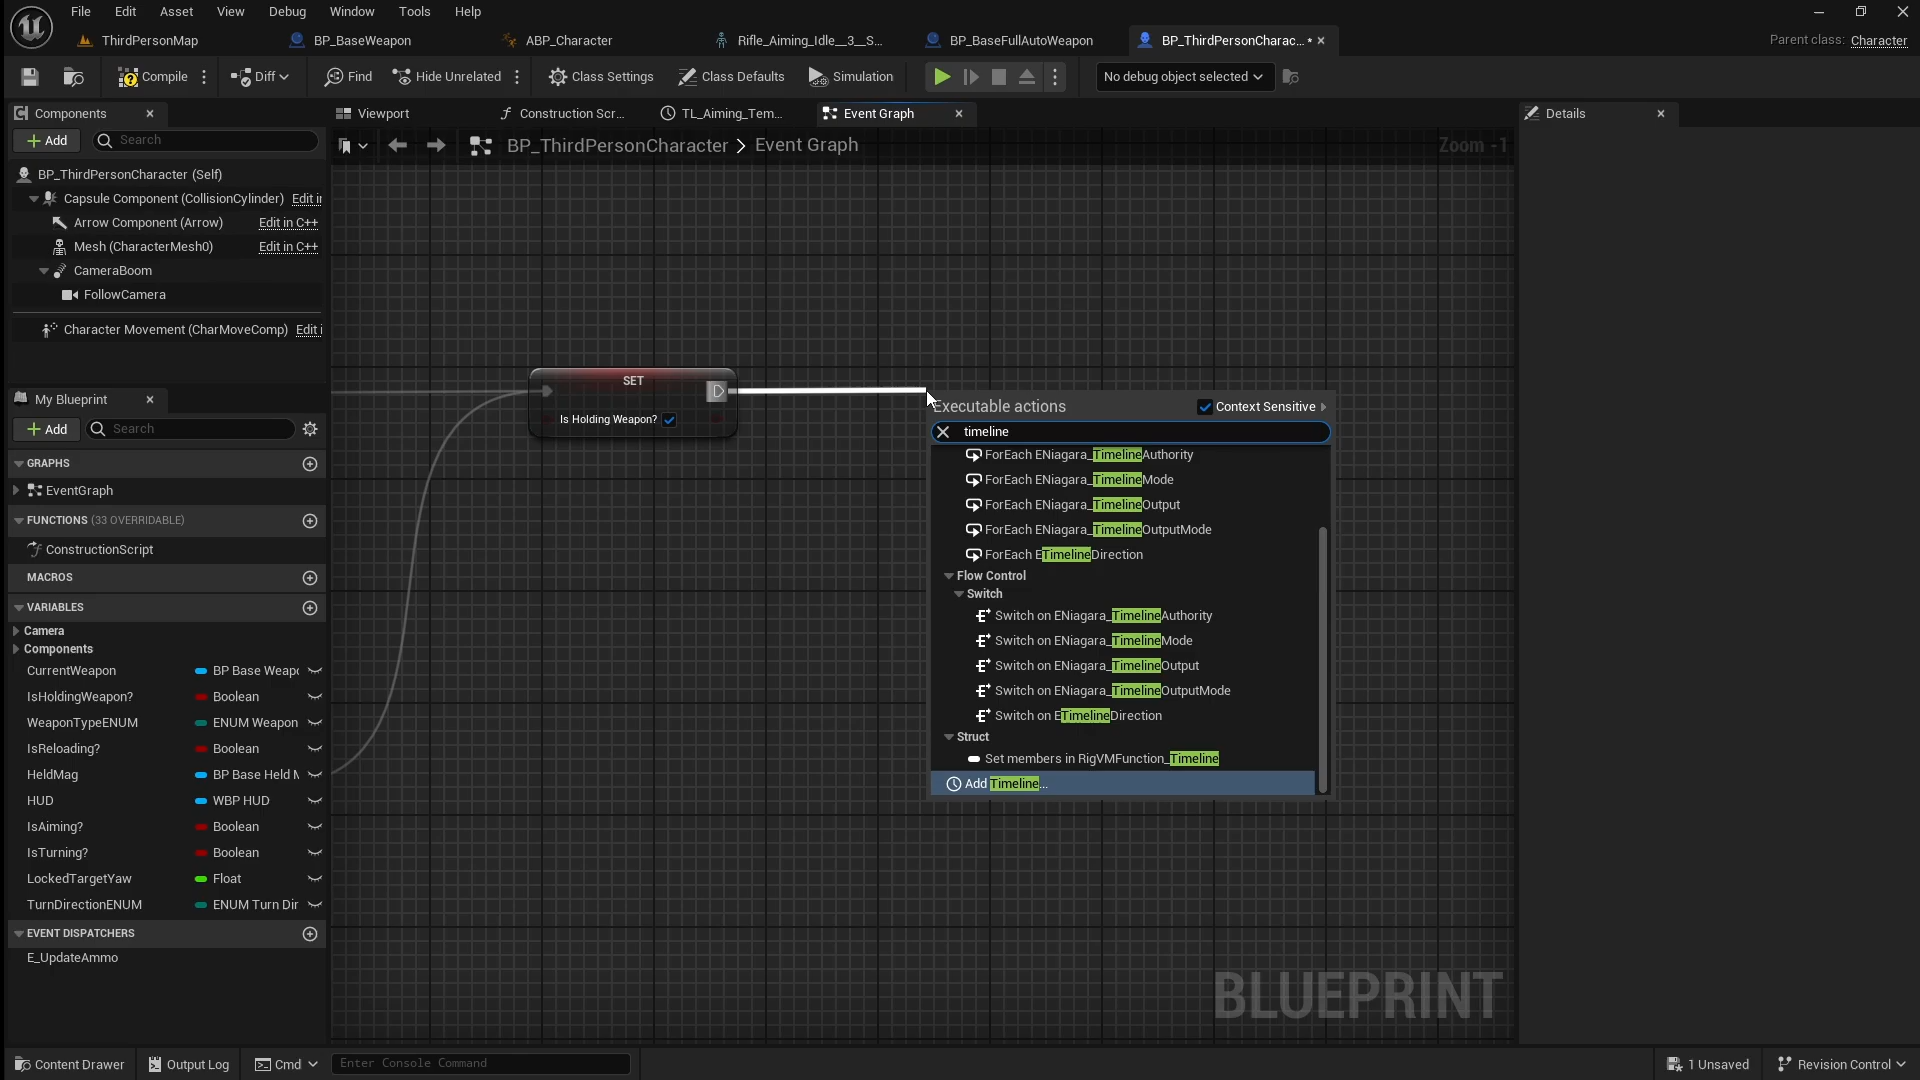 File Edit Asset View Debug Window Tools Help
ThirdPersonMap BP_BaseWeapon ABP_Character Rifle_Aiming_Idle__3__S... BP_BaseFullAutoWeapon BP_ThirdPersonCharac... • Parent class: Character
Compile Diff Find Hide Unrelated Class Settings Class Defaults Simulation No debug object selected
Components Viewport Construction Scr... TL_Aiming_Tem... Event Graph Details
Add Search BP_ThirdPersonCharacter > Event Graph Zoom -1
BP_ThirdPersonCharacter (Self)
Capsule Component (CollisionCylinder) Edit i
Arrow Component (Arrow) Edit in C++
Mesh (CharacterMesh0) Edit in C++
CameraBoom
FollowCamera
Character Movement (CharMoveComp) Edit i
My Blueprint
Add Search
GRAPHS
EventGraph
FUNCTIONS (33 OVERRIDABLE)
ConstructionScript
MACROS
VARIABLES
Camera
Components
CurrentWeapon BP Base Weap
IsHoldingWeapon? Boolean
WeaponTypeENUM ENUM Weapon
IsReloading? Boolean
HeldMag BP Base Held M
HUD WBP HUD
IsAiming? Boolean
IsTurning? Boolean
LockedTargetYaw Float
TurnDirectionENUM ENUM Turn Dir
EVENT DISPATCHERS
E_UpdateAmmo
SET
Is Holding Weapon?
Executable actions Context Sensitive
timeline
ForEach ENiagara_TimelineAuthority
ForEach ENiagara_TimelineMode
ForEach ENiagara_TimelineOutput
ForEach ENiagara_TimelineOutputMode
ForEach ETimelineDirection
Flow Control
Switch
Switch on ENiagara_TimelineAuthority
Switch on ENiagara_TimelineMode
Switch on ENiagara_TimelineOutput
Switch on ENiagara_TimelineOutputMode
Switch on ETimelineDirection
Struct
Set members in RigVMFunction_Timeline
Add Timeline...
BLUEPRINT
Content Drawer Output Log Cmd Enter Console Command 1 Unsaved Revision Control